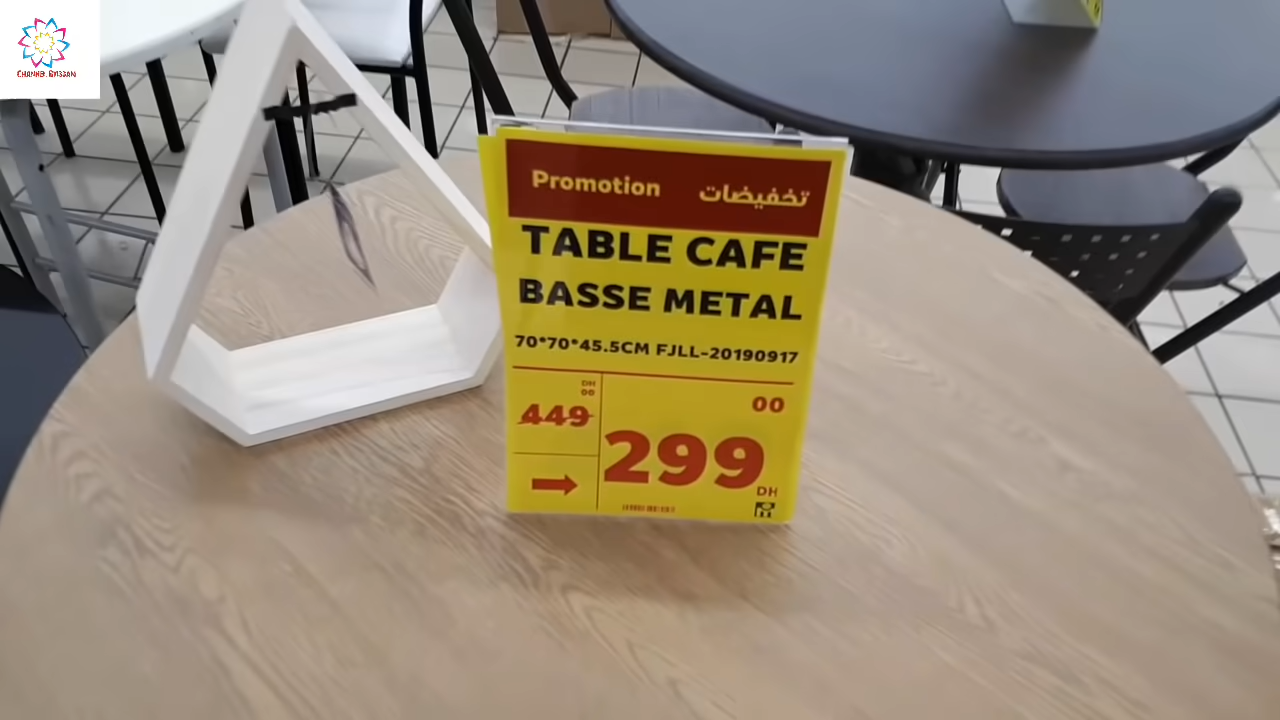 Promotion تخفيضات
TABLE CAFE
BASSE METAL
70*70*45.5CM FJLL-20190917
DH
00
449
00
299
DH